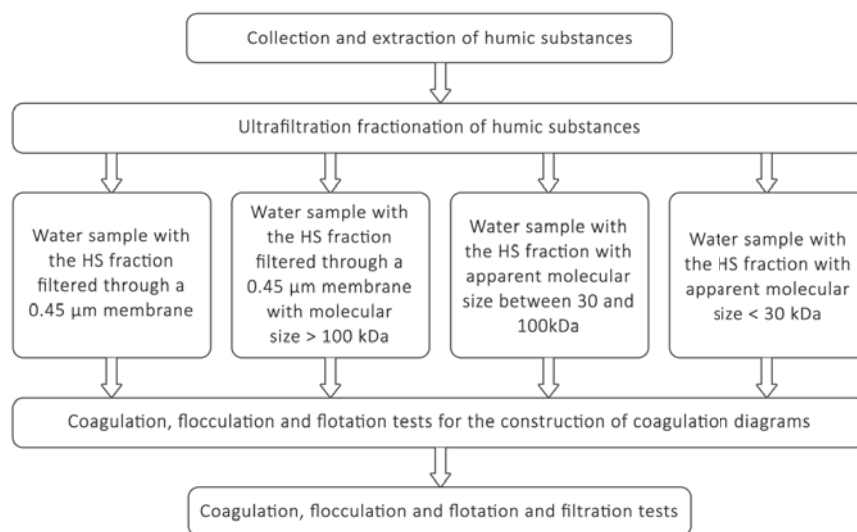 Collection and extraction of humic substances
Ultrafiltration fractionation of humic substances
Water sample with
the HS fraction
filtered through a
0.45 µm membrane
Water sample with
the HS fraction
filtered through a
0.45 µm membrane
with molecular
size > 100 kDa
Water sample with
the HS fraction with
apparent molecular
size between 30 and
100kDa
Water sample with
the HS fraction with
apparent molecular
size < 30 kDa
Coagulation, flocculation and flotation tests for the construction of coagulation diagrams
Coagulation, flocculation and flotation and filtration tests